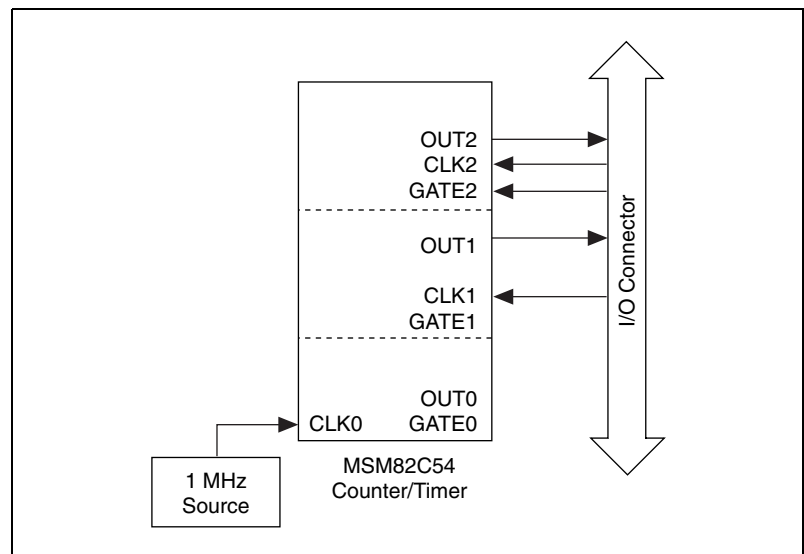 OUT2
CLK2
GATE2
OUT1
CLK1
GATE1
OUT0
CLK0 GATE0
I/O Connector
1 MHz
Source
MSM82C54
Counter/Timer